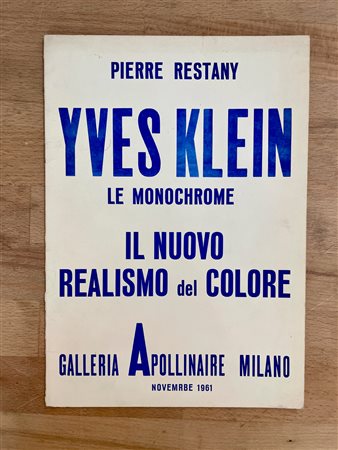 PIERRE RESTANY
YVES KLEIN
LE MONOCHROME
IL NUOVO
REALISMO del COLORE
GALLERIA APOLLINAIRE MILANO
NOVEMRBE 1961